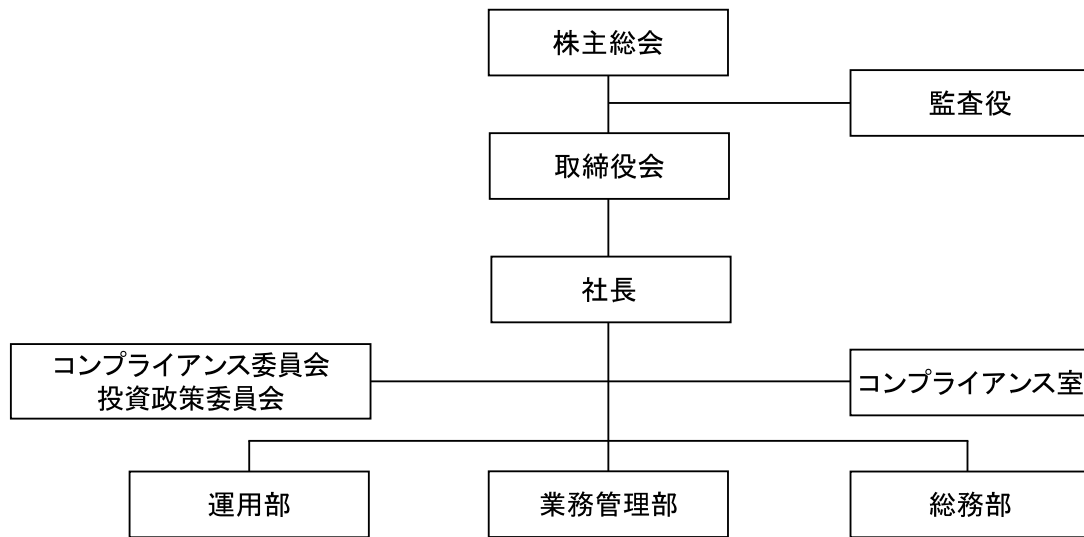 株主総会
監査役
取締役会
社長
コンプライアンス委員会
投資政策委員会
コンプライアンス室
運用部
業務管理部
総務部